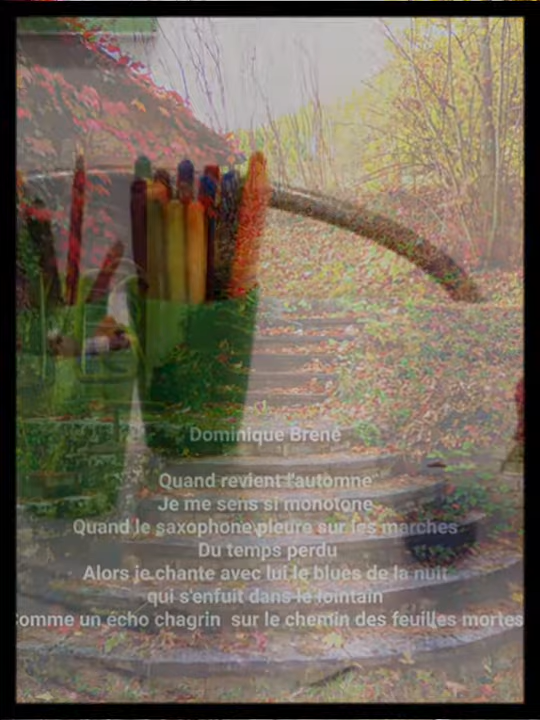 Dominique Brené
Quand revient l'automne
Je me sens si monotone
Quand le saxophone pleure sur les marches
Du temps perdu
Alors je chante avec lui le blues de la nuit
qui s'enfuit dans le lointain
omme un écho chagrin sur le chemin des feuilles mortes